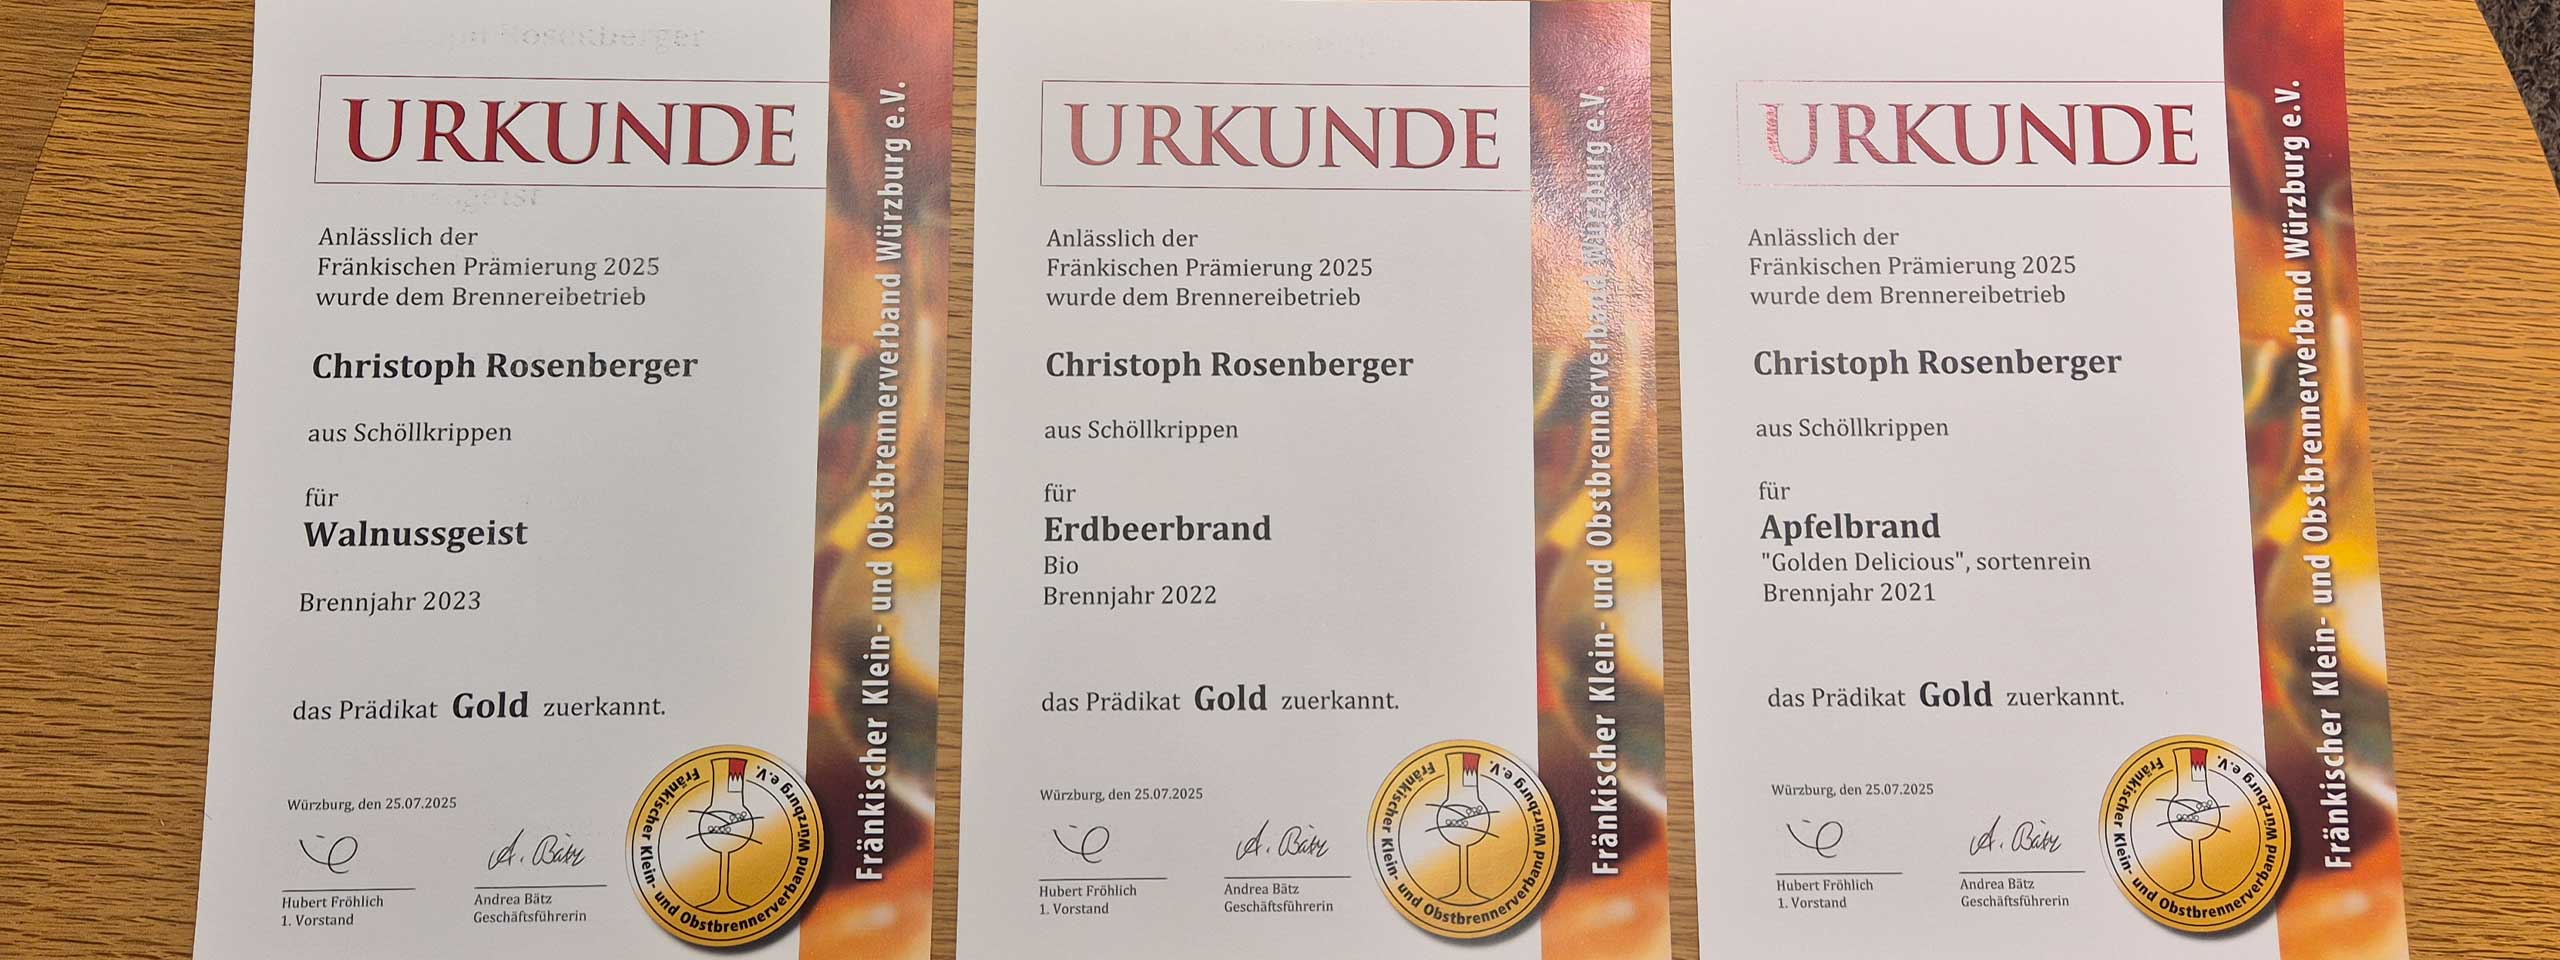 URKUNDE
Anlässlich der
Fränkischen Prämierung 2025
wurde dem Brennereibetrieb
Christoph Rosenberger
aus Schöllkrippen
für
Walnussgeist
Brennjahr 2023
das Prädikat Gold zuerkannt.
Würzburg, den 25.07.2025
A. Bätz
Hubert Fröhlich
1. Vorstand
Andrea Bätz
Geschäftsführerin
Fränkischer Klein- und Obstbrennerverband Würzburg e.V.
Fränkischer Klein- und Obstbrennerverband Würzburg e.V.
URKUNDE
Anlässlich der
Fränkischen Prämierung 2025
wurde dem Brennereibetrieb
Christoph Rosenberger
aus Schöllkrippen
für
Erdbeerbrand
Bio
Brennjahr 2022
das Prädikat Gold zuerkannt.
Würzburg, den 25.07.2025
A. Bätz
Hubert Fröhlich
1. Vorstand
Andrea Bätz
Geschäftsführerin
Fränkischer Klein- und Obstbrennerverband Würzburg e.V.
Fränkischer Klein- und Obstbrennerverband Würzburg e.V.
URKUNDE
Anlässlich der
Fränkischen Prämierung 2025
wurde dem Brennereibetrieb
Christoph Rosenberger
aus Schöllkrippen
für
Apfelbrand
"Golden Delicious", sortenrein
Brennjahr 2021
das Prädikat Gold zuerkannt.
Würzburg, den 25.07.2025
A. Bätz
Hubert Fröhlich
1. Vorstand
Andrea Bätz
Geschäftsführerin
Fränkischer Klein- und Obstbrennerverband Würzburg e.V.
Fränkischer Klein- und Obstbrennerverband Würzburg e.V.